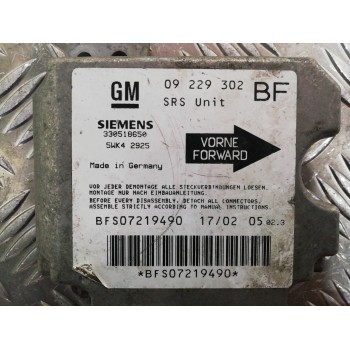 GM
09 229 302
BF
SRS Unit
SIEMENS
330518650
5WK4 2925
VORNE
FORWARD
Made in Germany
VOR JEDER DEMONTAGE ALLE STECKVERBINDUNGEN LOESEN.
MONTAGE NUR NACH EINBAUANLEITUNG.
BEFORE EVERY DISASSEMBLY, DETACH ALL CONNECTORS.
ASSEMBLE STRICTLY ACCORDING TO MANUAL INSTRUCTIONS
BFS07219490 17/02 05 02.3
*BFS07219490*